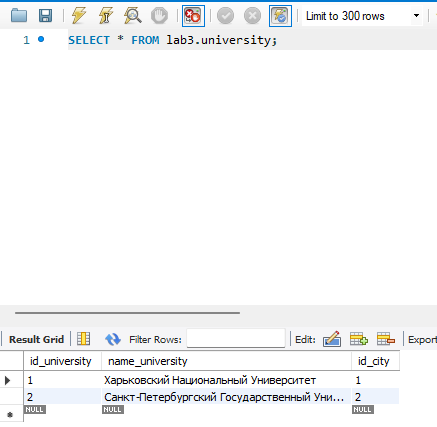 Limit to 300 rows
1 SELECT * FROM lab3.university;
Result Grid Filter Rows: Edit: Export
id_university name_university id_city
1 Харьковский Национальный Университет 1
2 Санкт-Петербургский Государственный Уни... 2
NULL NULL NULL